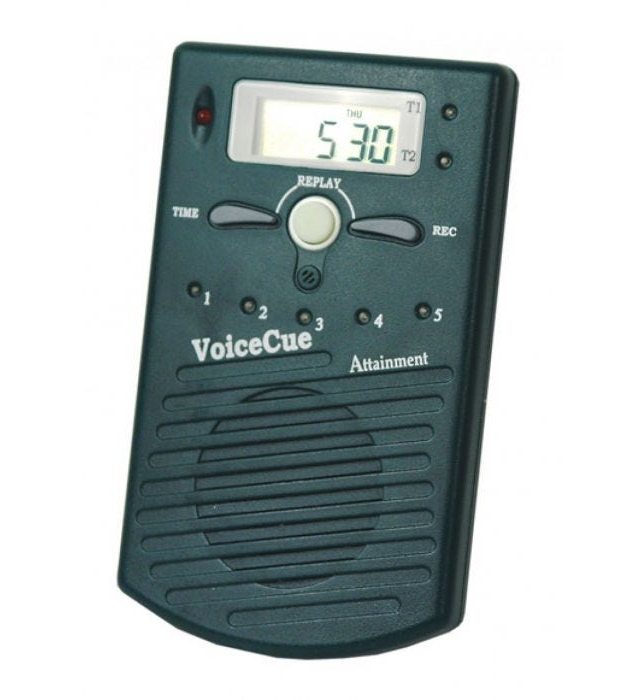 THU
T1
5 30
T2
REPLAY
TIME
REC
1
2
3
4
5
VoiceCue
Attainment